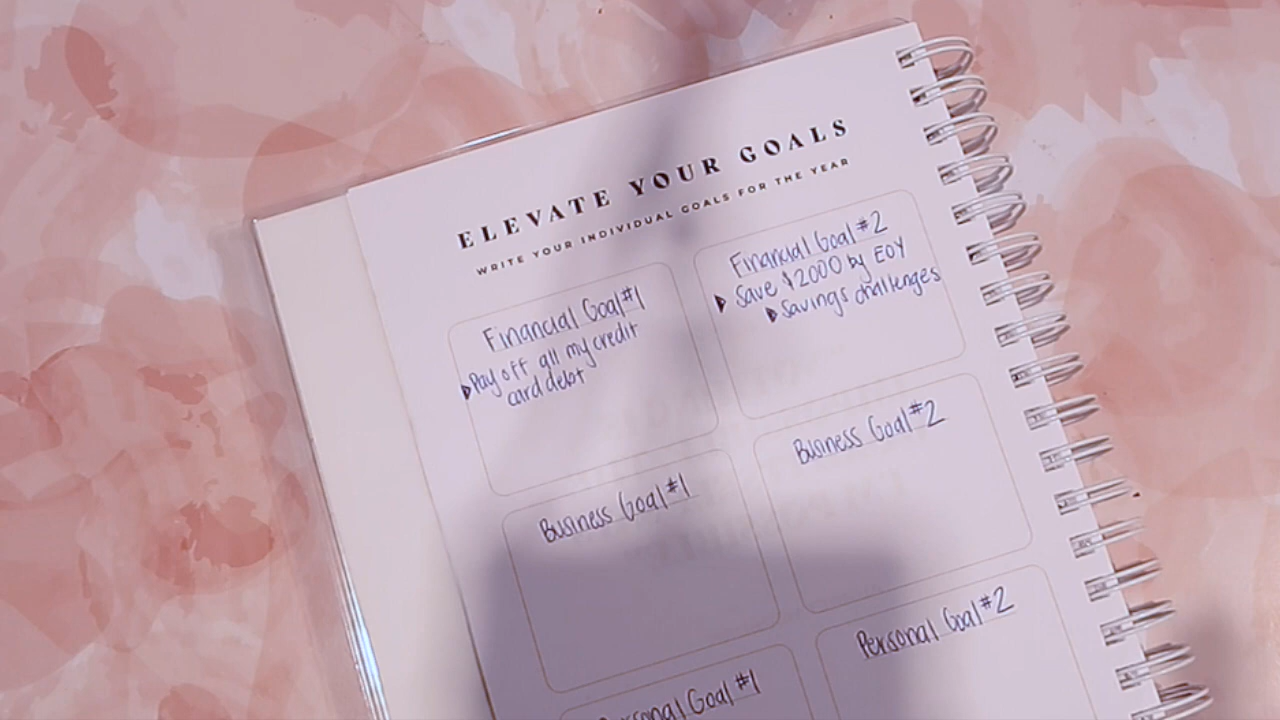 ELEVATE YOUR GOALS
WRITE YOUR INDIVIDUAL GOALS FOR THE YEAR
Financial Goal #1
Pay off all my credit
card debt
Financial Goal #2
Save $2000 by EOY
Savings challenges
Business Goal #1
Business Goal #2
Personal Goal #1
Personal Goal #2